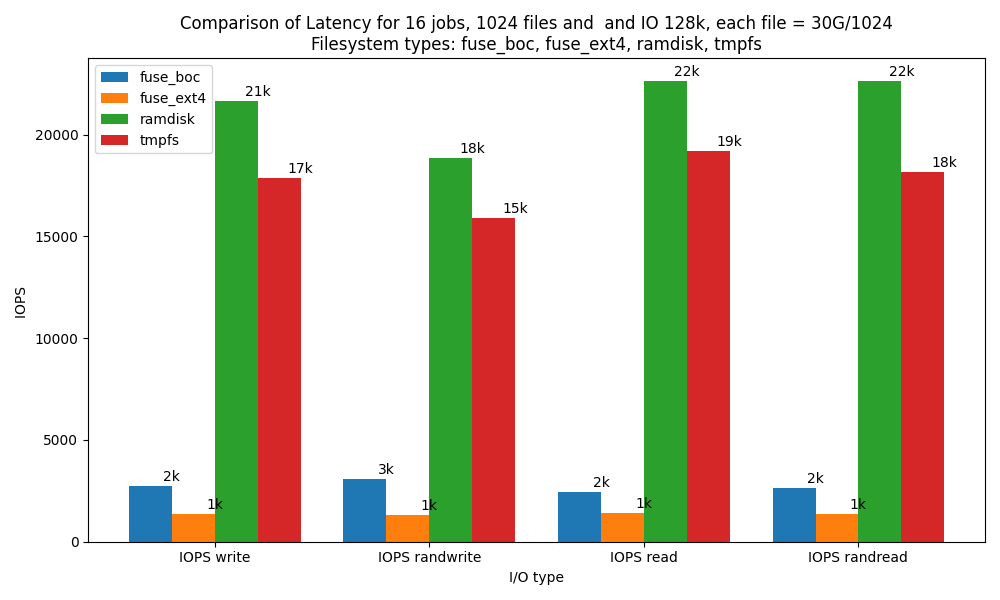 Comparison of Latency for 16 jobs, 1024 files and  and IO 128k, each file = 30G/1024
Filesystem types: fuse_boc, fuse_ext4, ramdisk, tmpfs
fuse_boc
fuse_ext4
ramdisk
tmpfs
IOPS
20000
15000
10000
5000
0
2k
1k
21k
17k
3k
1k
18k
15k
2k
1k
22k
19k
2k
1k
22k
18k
IOPS write
IOPS randwrite
IOPS read
IOPS randread
I/O type